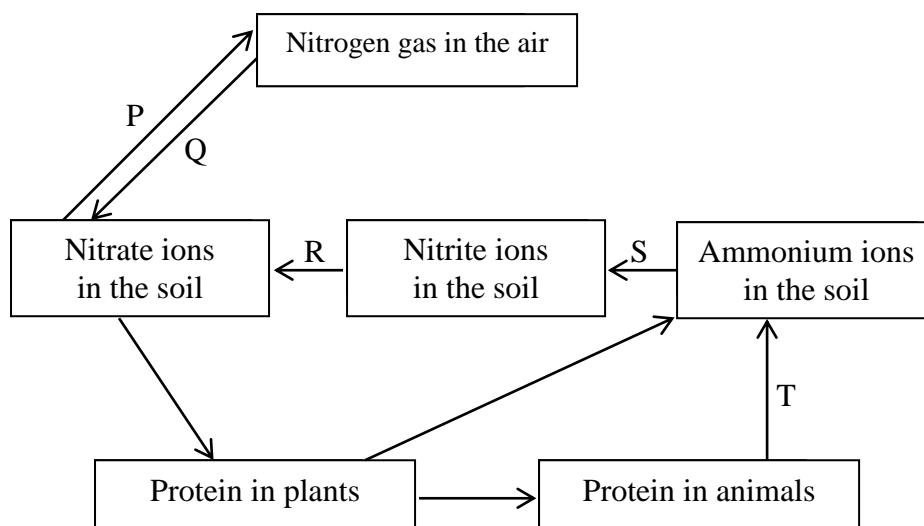 Nitrogen gas in the air
P
Q
Nitrate ions
in the soil
R
Nitrite ions
in the soil
S
Ammonium ions
in the soil
T
Protein in plants
Protein in animals